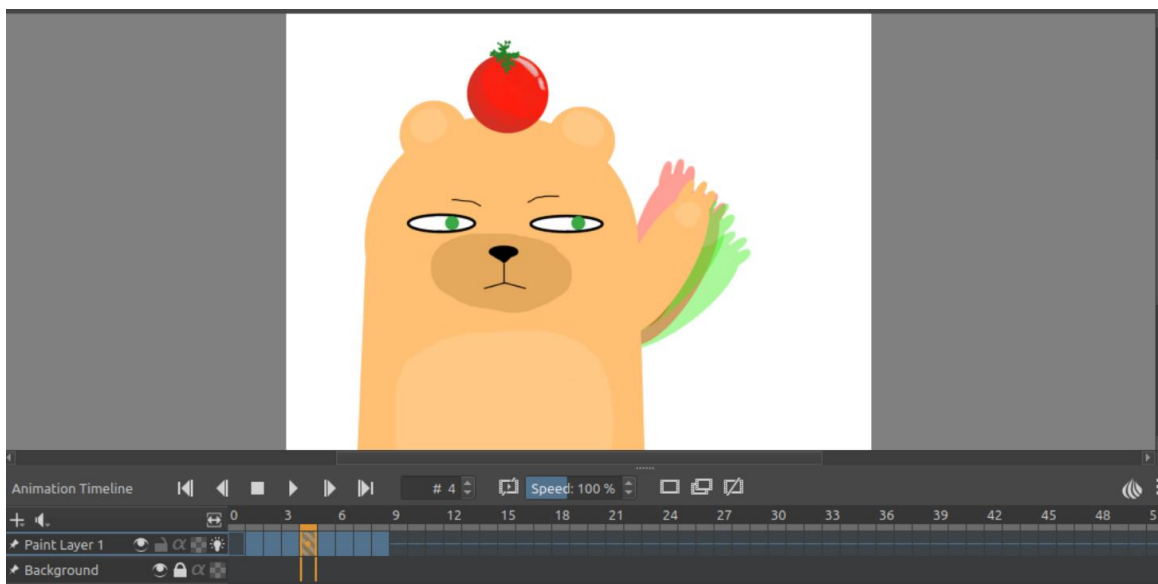 Animation Timeline # 4 Speed: 100 %
0 3 6 9 12 15 18 21 24 27 30 33 36 39 42 45 48 5
Paint Layer 1 α
Background α